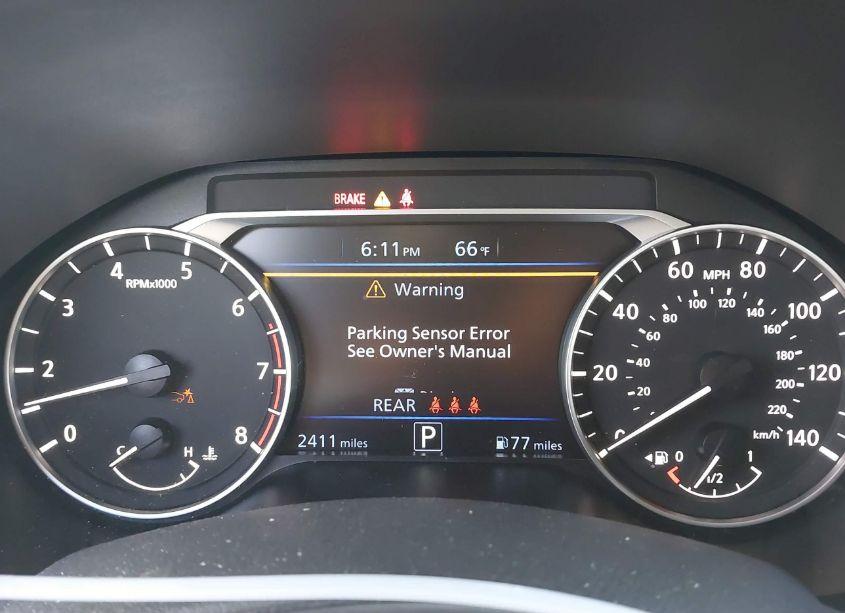 BRAKE
6:11 PM 66°F
Warning
Parking Sensor Error
See Owner's Manual
REAR
2411 miles
P
77 miles
0
2
3
4
5
6
7
8
RPMx1000
C H
20
40
60
MPH
80
100
120
140
20
40
60
80
100
120
140
160
180
200
220
km/h
0 1/2 1